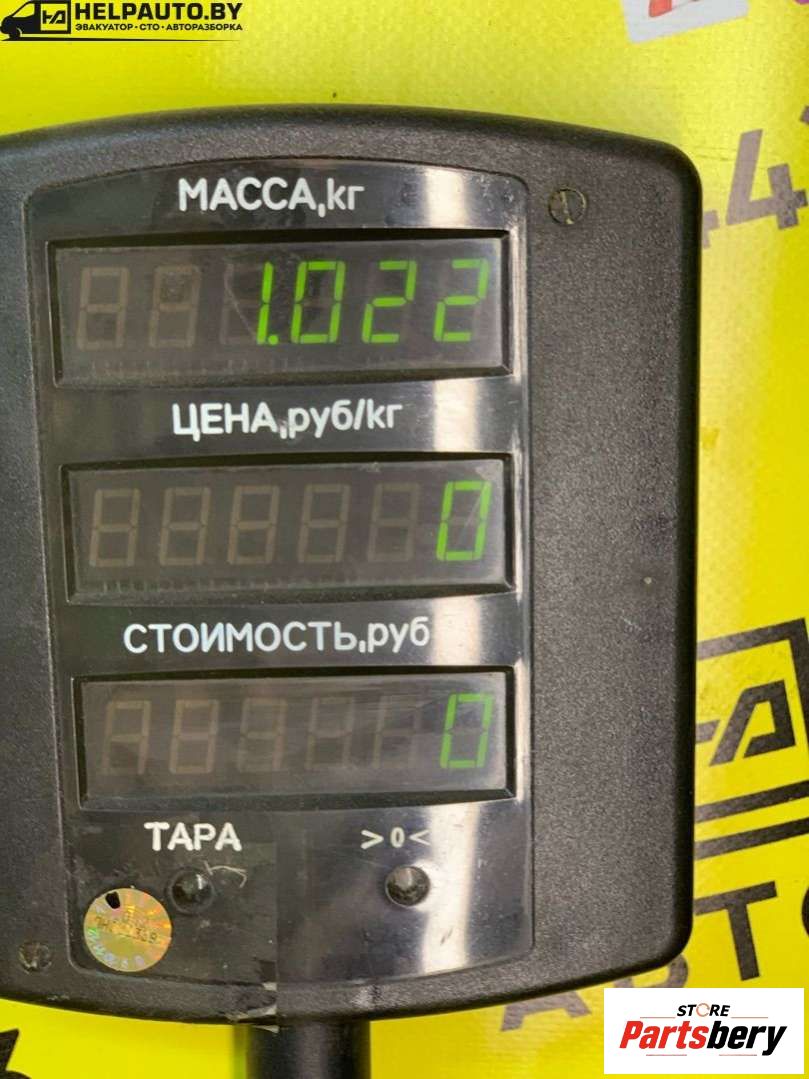 HELPAUTO.BY
ЭВАКУАТОР•СТО•АВТОРАЗБОРКА
МАССА,кг
1.022
ЦЕНА,руб/кг
0
СТОИМОСТЬ,руб
0
ТАРА >0<
STORE
Partsbery